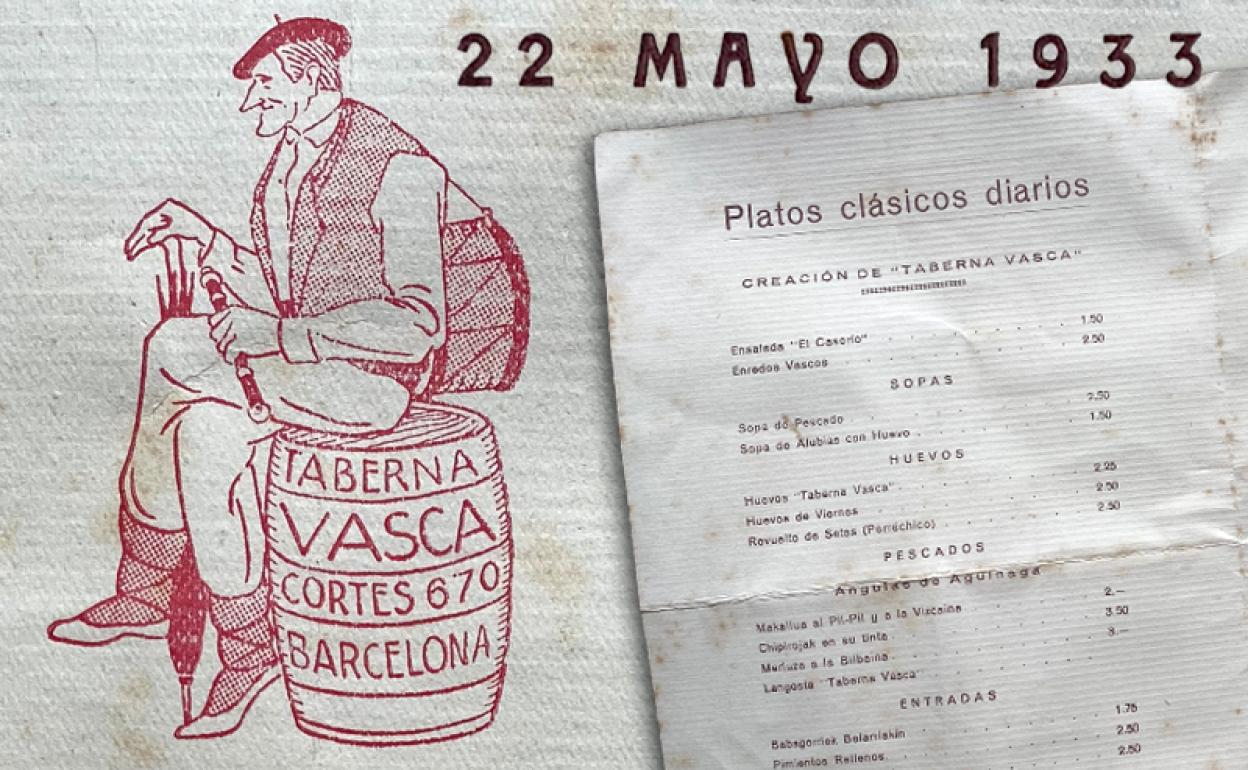 22 MAYO 1933
TABERNA
VASCA
CORTES 670
BARCELONA
Platos clásicos diarios
CREACIÓN DE "TABERNA VASCA"
Ensalada "El Caserío" 1.50
Enredos Vascos 2.50
SOPAS
Sopa de Pescado 2.50
Sopa de Alubias con Huevo 1.50
HUEVOS
Huevos "Taberna Vasca" 2.25
Huevos de Viernes 2.50
Revuelto de Setas (Perrechico) 2.50
PESCADOS
Angulas de Aguinaga
Makallua al Pil-Pil y a la Vizcaína 2.—
Chipirojak en su tinta 3.50
Merluza a la Bilbaína 3.—
Langosta "Taberna Vasca"
ENTRADAS
1.75
Pimientos Rellenos 2.50
2.50